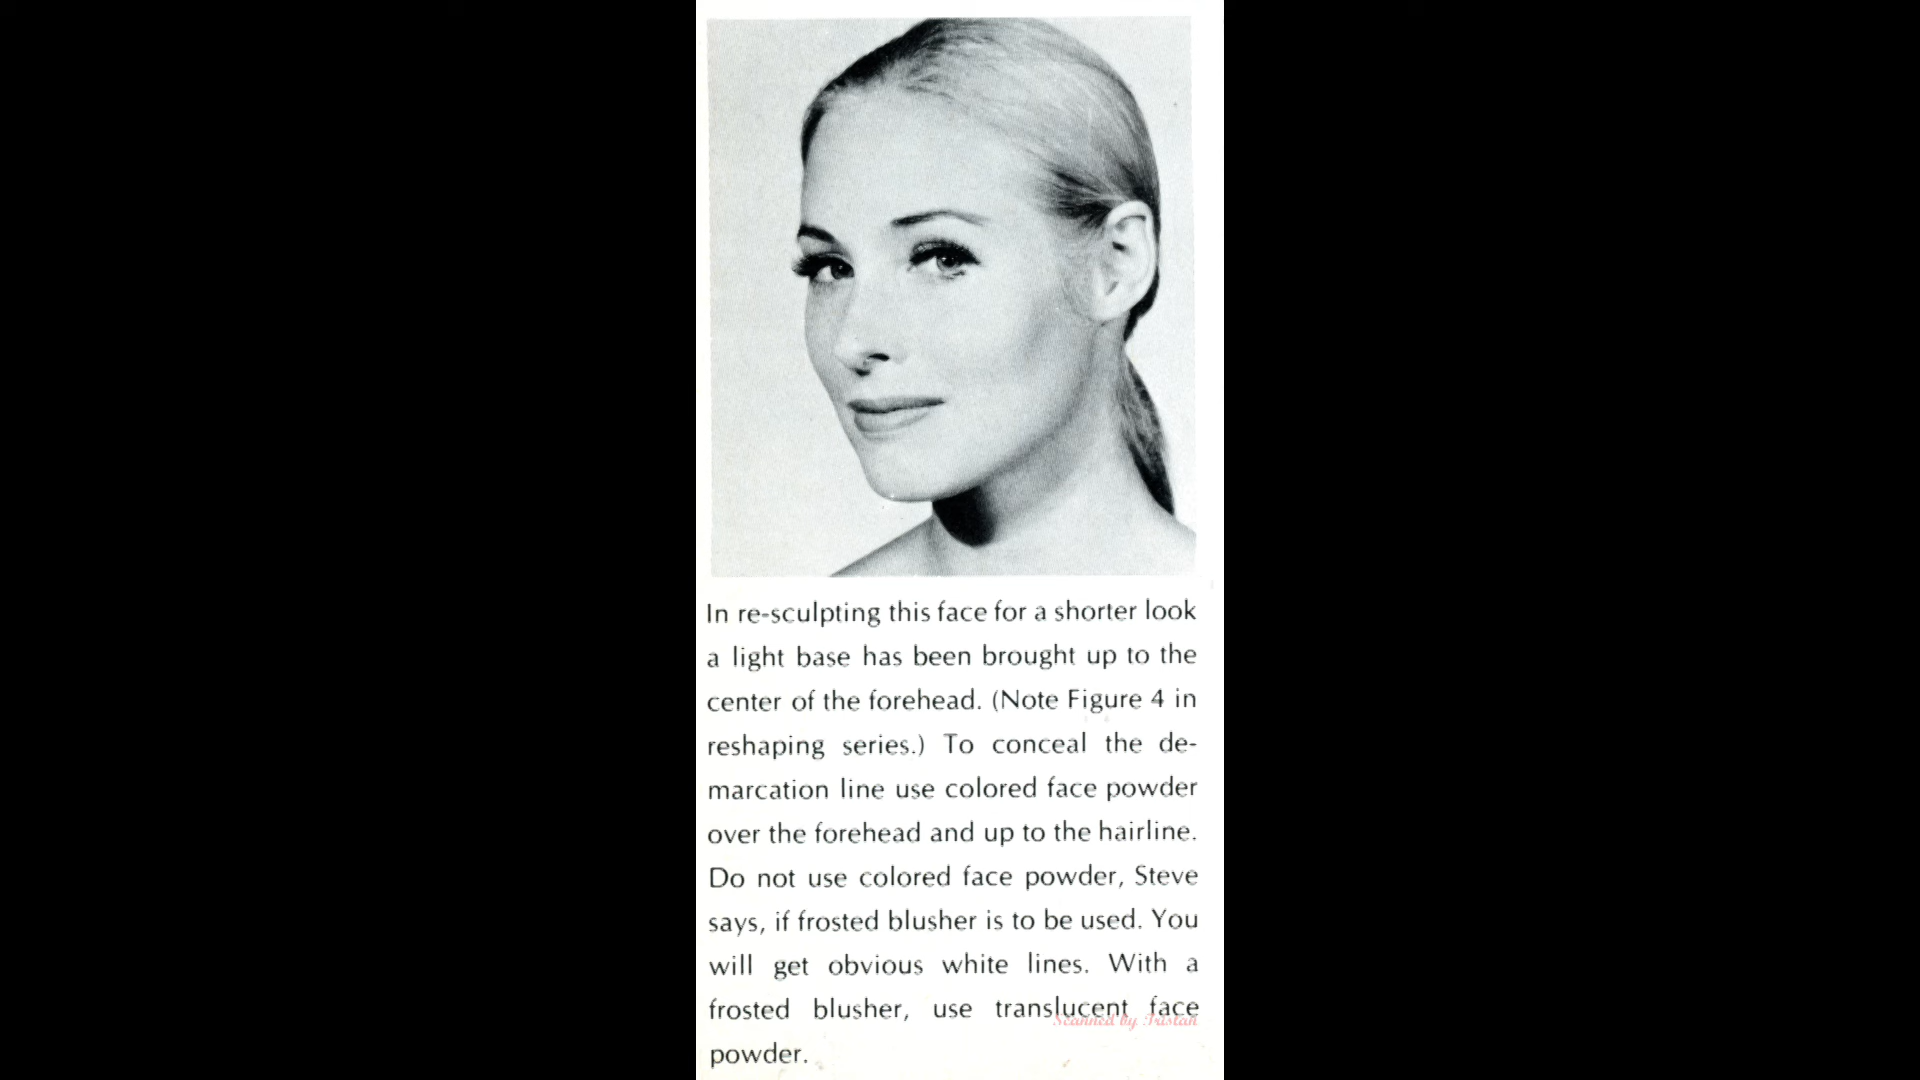 In re-sculpting this face for a shorter look
a light base has been brought up to the
center of the forehead. (Note Figure 4 in
reshaping series.) To conceal the de-
marcation line use colored face powder
over the forehead and up to the hairline.
Do not use colored face powder, Steve
says, if frosted blusher is to be used. You
will get obvious white lines. With a
frosted blusher, use translucent face
Scanned by Tristan
powder.